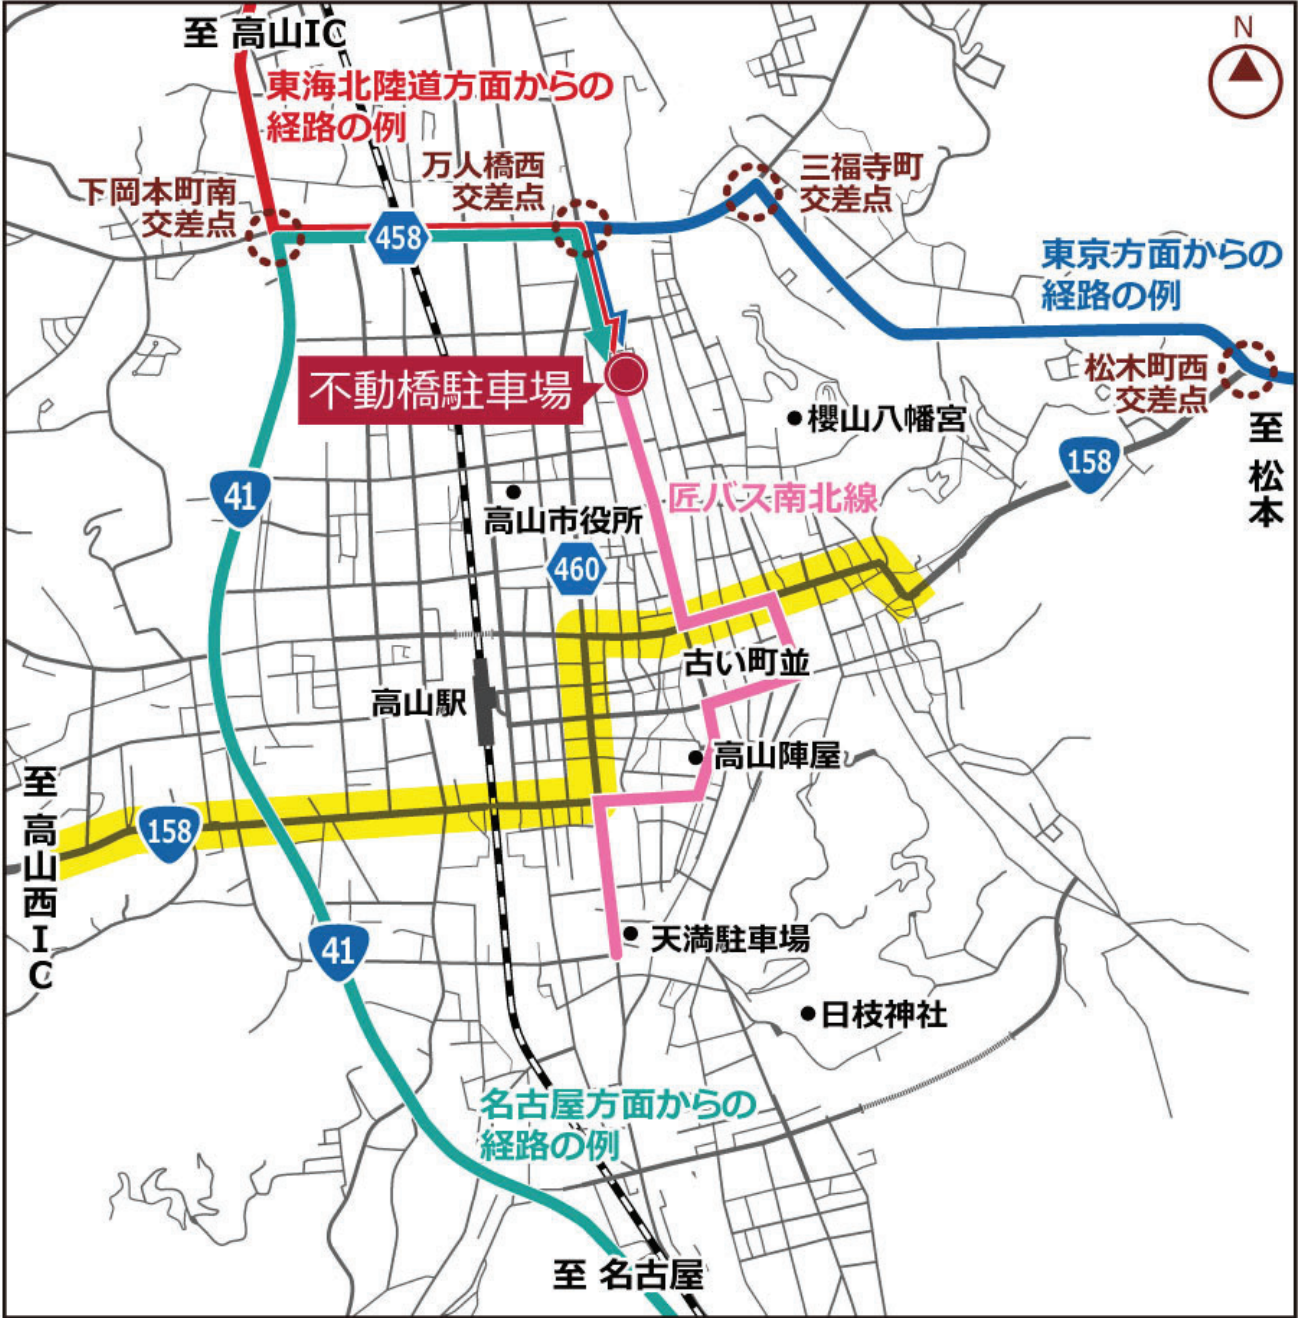 至 高山IC
N
東海北陸道方面からの
経路の例
万人橋西
交差点
三福寺町
交差点
下岡本町南
交差点
458
東京方面からの
経路の例
不動橋駐車場
松木町西
交差点
櫻山八幡宮
至松本
158
41
匠バス南北線
高山市役所
460
古い町並
高山駅
高山陣屋
至高山西IC
158
41
天満駐車場
日枝神社
名古屋方面からの
経路の例
至 名古屋